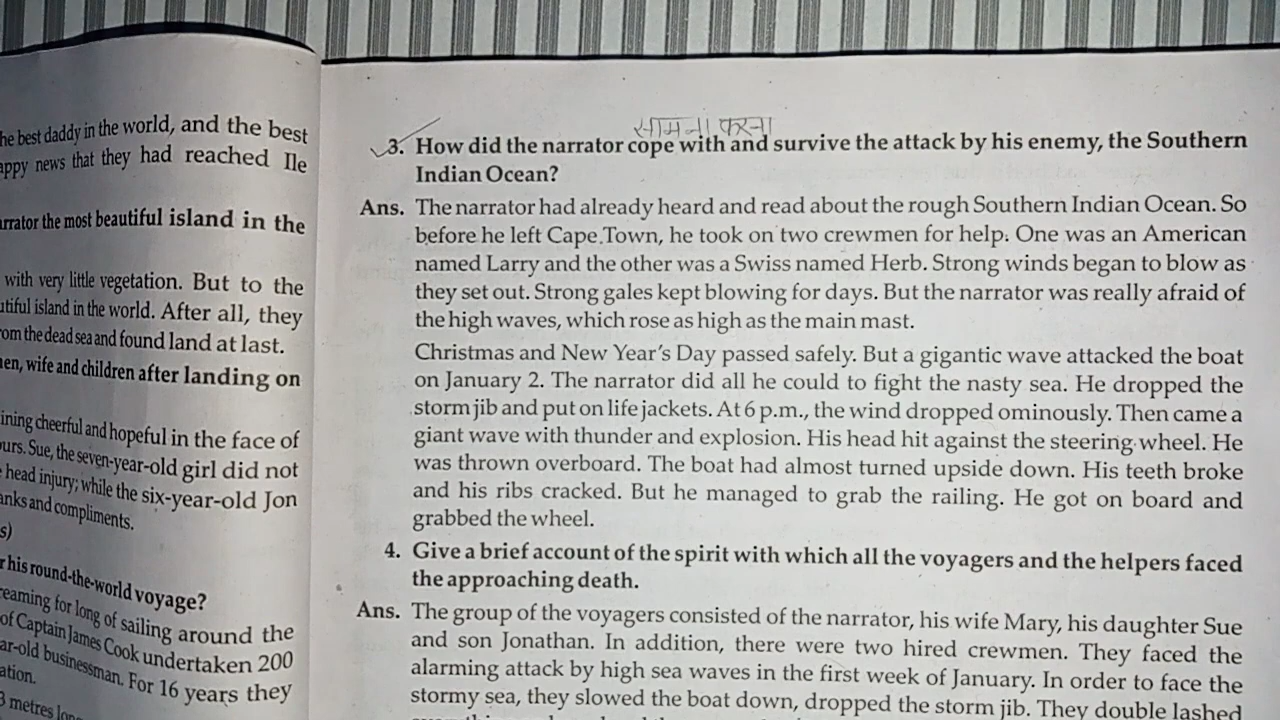 he best daddy in the world, and the best
appy news that they had reached Ile
arrator the most beautiful island in the
with very little vegetation. But to the
utiful island in the world. After all, they
rom the dead sea and found land at last.
en, wife and children after landing on
ining cheerful and hopeful in the face of
ours. Sue, the seven-year-old girl did not
head injury; while the six-year-old Jon
anks and compliments.
s)
r his round-the-world voyage?
reaming for long of sailing around the
of Captain James Cook undertaken 200
ar-old businessman. For 16 years they
ation.
3 metres long
सामना करना
3. How did the narrator cope with and survive the attack by his enemy, the Southern
Indian Ocean?
Ans. The narrator had already heard and read about the rough Southern Indian Ocean. So
before he left Cape Town, he took on two crewmen for help. One was an American
named Larry and the other was a Swiss named Herb. Strong winds began to blow as
they set out. Strong gales kept blowing for days. But the narrator was really afraid of
the high waves, which rose as high as the main mast.
Christmas and New Year's Day passed safely. But a gigantic wave attacked the boat
on January 2. The narrator did all he could to fight the nasty sea. He dropped the
storm jib and put on life jackets. At 6 p.m., the wind dropped ominously. Then came a
giant wave with thunder and explosion. His head hit against the steering wheel. He
was thrown overboard. The boat had almost turned upside down. His teeth broke
and his ribs cracked. But he managed to grab the railing. He got on board and
grabbed the wheel.
4. Give a brief account of the spirit with which all the voyagers and the helpers faced
the approaching death.
Ans. The group of the voyagers consisted of the narrator, his wife Mary, his daughter Sue
and son Jonathan. In addition, there were two hired crewmen. They faced the
alarming attack by high sea waves in the first week of January. In order to face the
stormy sea, they slowed the boat down, dropped the storm jib. They double lashed